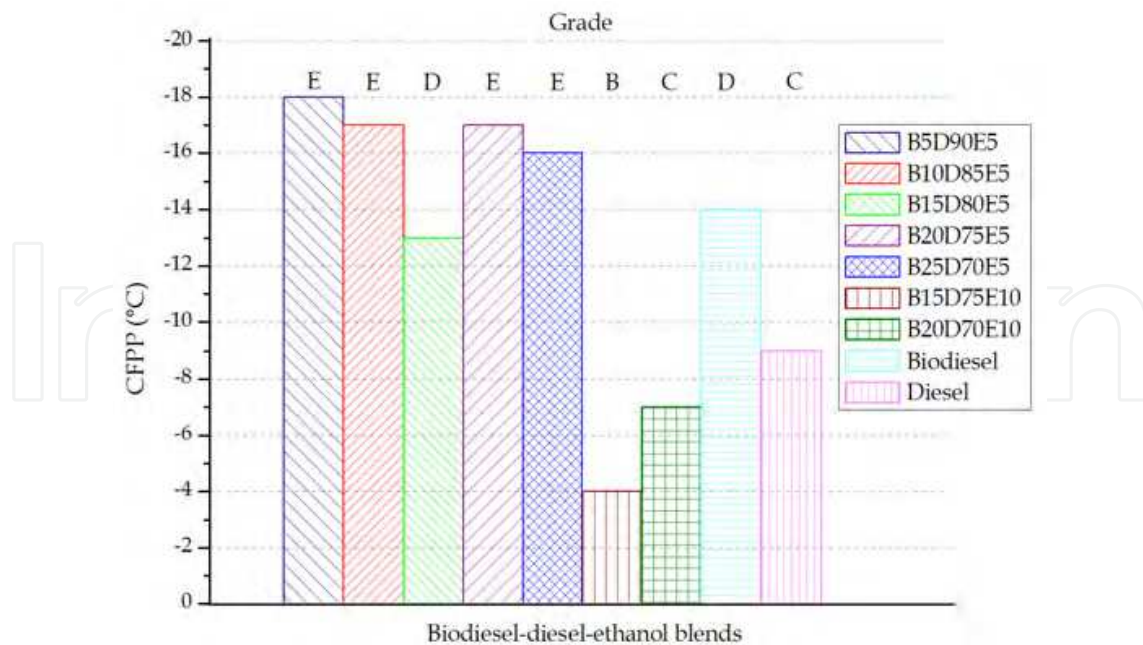 Grade
-20
E E D E E B C D C
-18
-16
-14
-12
-10
-8
-6
-4
-2
0
CFPP (°C)
B5D90E5
B10D85E5
B15D80E5
B20D75E5
B25D70E5
B15D75E10
B20D70E10
Biodiesel
Diesel
Biodiesel-diesel-ethanol blends